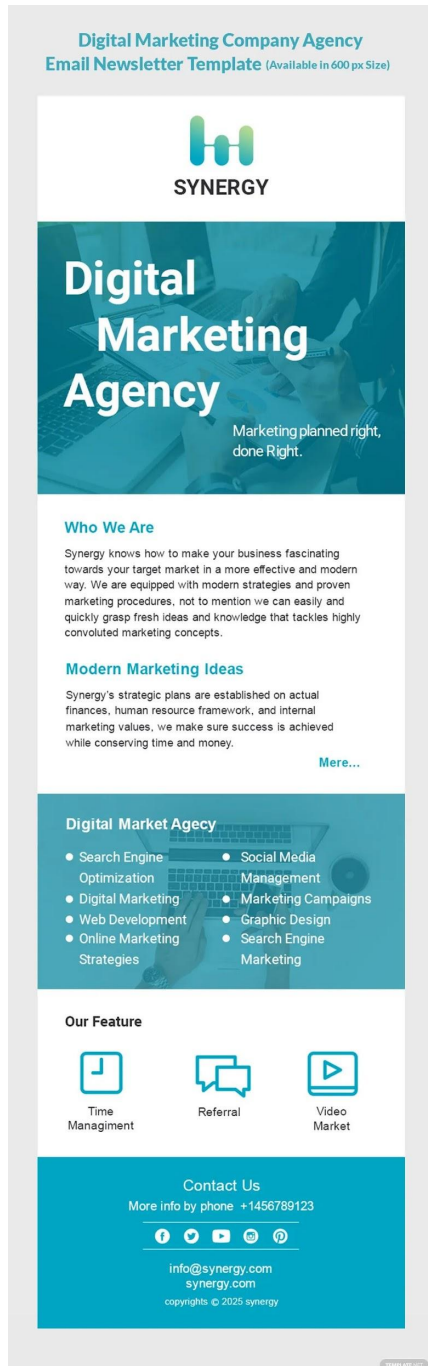 Digital Marketing Company Agency
Email Newsletter Template (Available in 600 px Size)
SYNERGY
Digital
Marketing
Agency
Marketing planned right,
done Right.
Who We Are
Synergy knows how to make your business fascinating
towards your target market in a more effective and modern
way. We are equipped with modern strategies and proven
marketing procedures, not to mention we can easily and
quickly grasp fresh ideas and knowledge that tackles highly
convoluted marketing concepts.
Modern Marketing Ideas
Synergy's strategic plans are established on actual
finances, human resource framework, and internal
marketing values, we make sure success is achieved
while conserving time and money.
Mere...
Digital Market Agecy
Search Engine
Optimization
Digital Marketing
Web Development
Online Marketing
Strategies
Social Media
Management
Marketing Campaigns
Graphic Design
Search Engine
Marketing
Our Feature
Time
Managiment
Referral
Video
Market
Contact Us
More info by phone +1456789123
info@synergy.com
synergy.com
copyrights © 2025 synergy